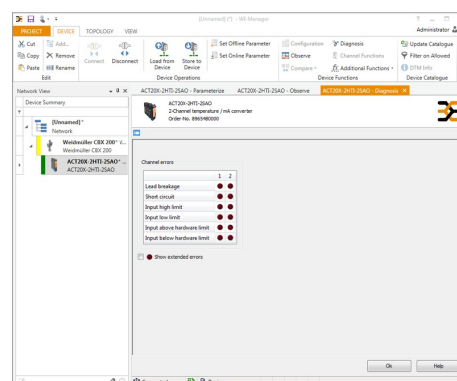 [Unnamed] (*) - WI-Manager
PROJECT DEVICE TOPOLOGY VIEW Administrator
Cut Add... Load from Device Store to Device Set Offline Parameter Configuration Diagnosis Update Catalogue
Copy Remove Connect Disconnect Set Online Parameter Observe Channel Functions Filter on Allowed
Paste Rename Compare Additional Functions DTM Info
Edit Device Operations Device Functions Device Catalogue
Network View ACT20X-2HTI-2SAO - Parameterize ACT20X-2HTI-2SAO - Observe ACT20X-2HTI-2SAO - Diagnosis
Device Summary
ACT20X-2HTI-2SAO
2-Channel temperature / mA converter
Order-No. 8965480000
[Unnamed]*
Network
Weidmüller CBX 200* /...
Weidmüller CBX 200
ACT20X-2HTI-2SAO* ...
ACT20X-2HTI-2SAO
Channel errors
1 2
Lead breakage
Short circuit
Input high limit
Input low limit
Input above hardware limit
Input below hardware limit
Show extended errors
Ok Help